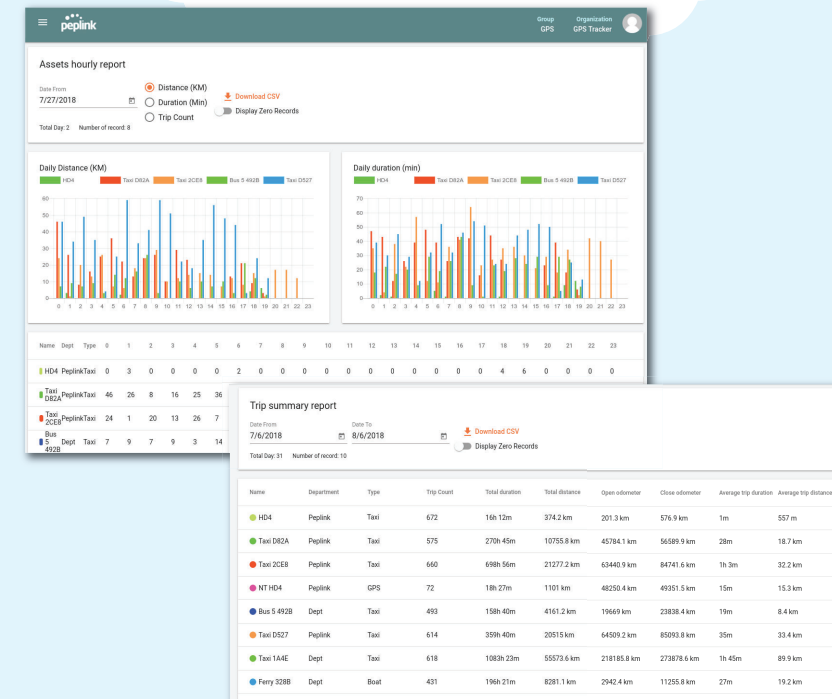 peplink
Group Organization
GPS GPS Tracker
Assets hourly report
Date From
7/27/2018
Distance (KM)
Duration (Min)
Trip Count
Download CSV
Display Zero Records
Total Day: 2 Number of record: 8
Daily Distance (KM)
HD4 Taxi D82A Taxi 2CE8 Bus 5 492B Taxi D527
60
50
40
30
20
10
0
0 1 2 3 4 5 6 7 8 9 10 11 12 13 14 15 16 17 18 19 20 21 22 23
Daily duration (min)
HD4 Taxi D82A Taxi 2CE8 Bus 5 492B Taxi D527
70
60
50
40
30
20
10
0
0 1 2 3 4 5 6 7 8 9 10 11 12 13 14 15 16 17 18 19 20 21 22 23
Name Dept Type 0 1 2 3 4 5 6 7 8 9 10 11 12 13 14 15 16 17 18 19 20 21 22 23
HD4 Peplink Taxi 0 3 0 0 0 0 2 0 0 0 0 0 0 0 0 0 0 0 4 6 0 0 0 0
Taxi D82A Peplink Taxi 46 26 8 16 25 36
Taxi 2CE8 Peplink Taxi 24 1 20 13 26 7
Bus 5 492B Dept Taxi 7 9 7 9 3 14
Trip summary report
Date From Date To
7/6/2018 8/6/2018
Download CSV
Display Zero Records
Total Day: 31 Number of record: 10
Name Department Type Trip Count Total duration Total distance Open odometer Close odometer Average trip duration Average trip distance
HD4 Peplink Taxi 672 16h 12m 374.2 km 201.3 km 576.9 km 1m 557 m
Taxi D82A Peplink Taxi 575 270h 45m 10755.8 km 45784.1 km 56589.9 km 28m 18.7 km
Taxi 2CE8 Peplink Taxi 660 698h 56m 21277.2 km 63440.9 km 84741.6 km 1h 3m 32.2 km
NT HD4 Peplink GPS 72 18h 27m 1101 km 48250.4 km 49351.5 km 15m 15.3 km
Bus 5 492B Dept Taxi 493 158h 40m 4161.2 km 19669 km 23838.4 km 19m 8.4 km
Taxi D527 Peplink Taxi 614 359h 40m 20515 km 64509.2 km 85093.8 km 35m 33.4 km
Taxi 1A4E Dept Taxi 618 1083h 23m 55573.6 km 218185.8 km 273878.6 km 1h 45m 89.9 km
Ferry 328B Dept Boat 431 196h 21m 8281.1 km 2942.4 km 11255.8 km 27m 19.2 km